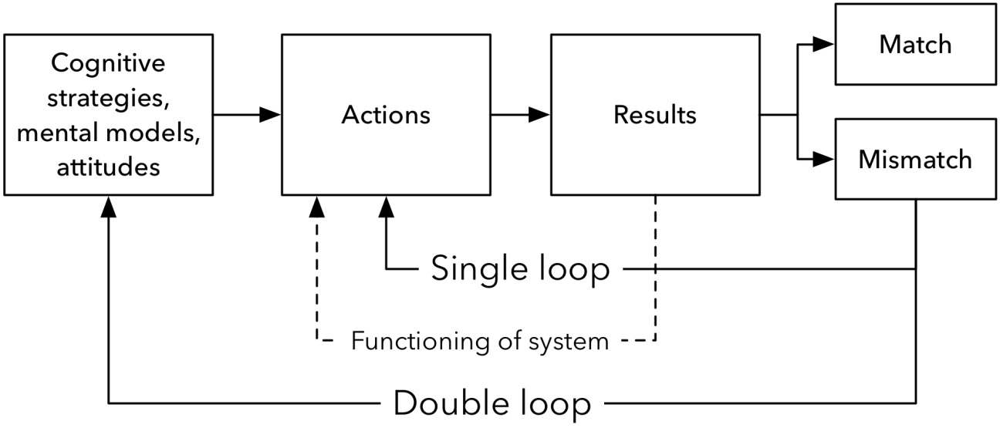 Cognitive
strategies,
mental models,
attitudes
Actions
Results
Match
Mismatch
Single loop
Functioning of system
Double loop